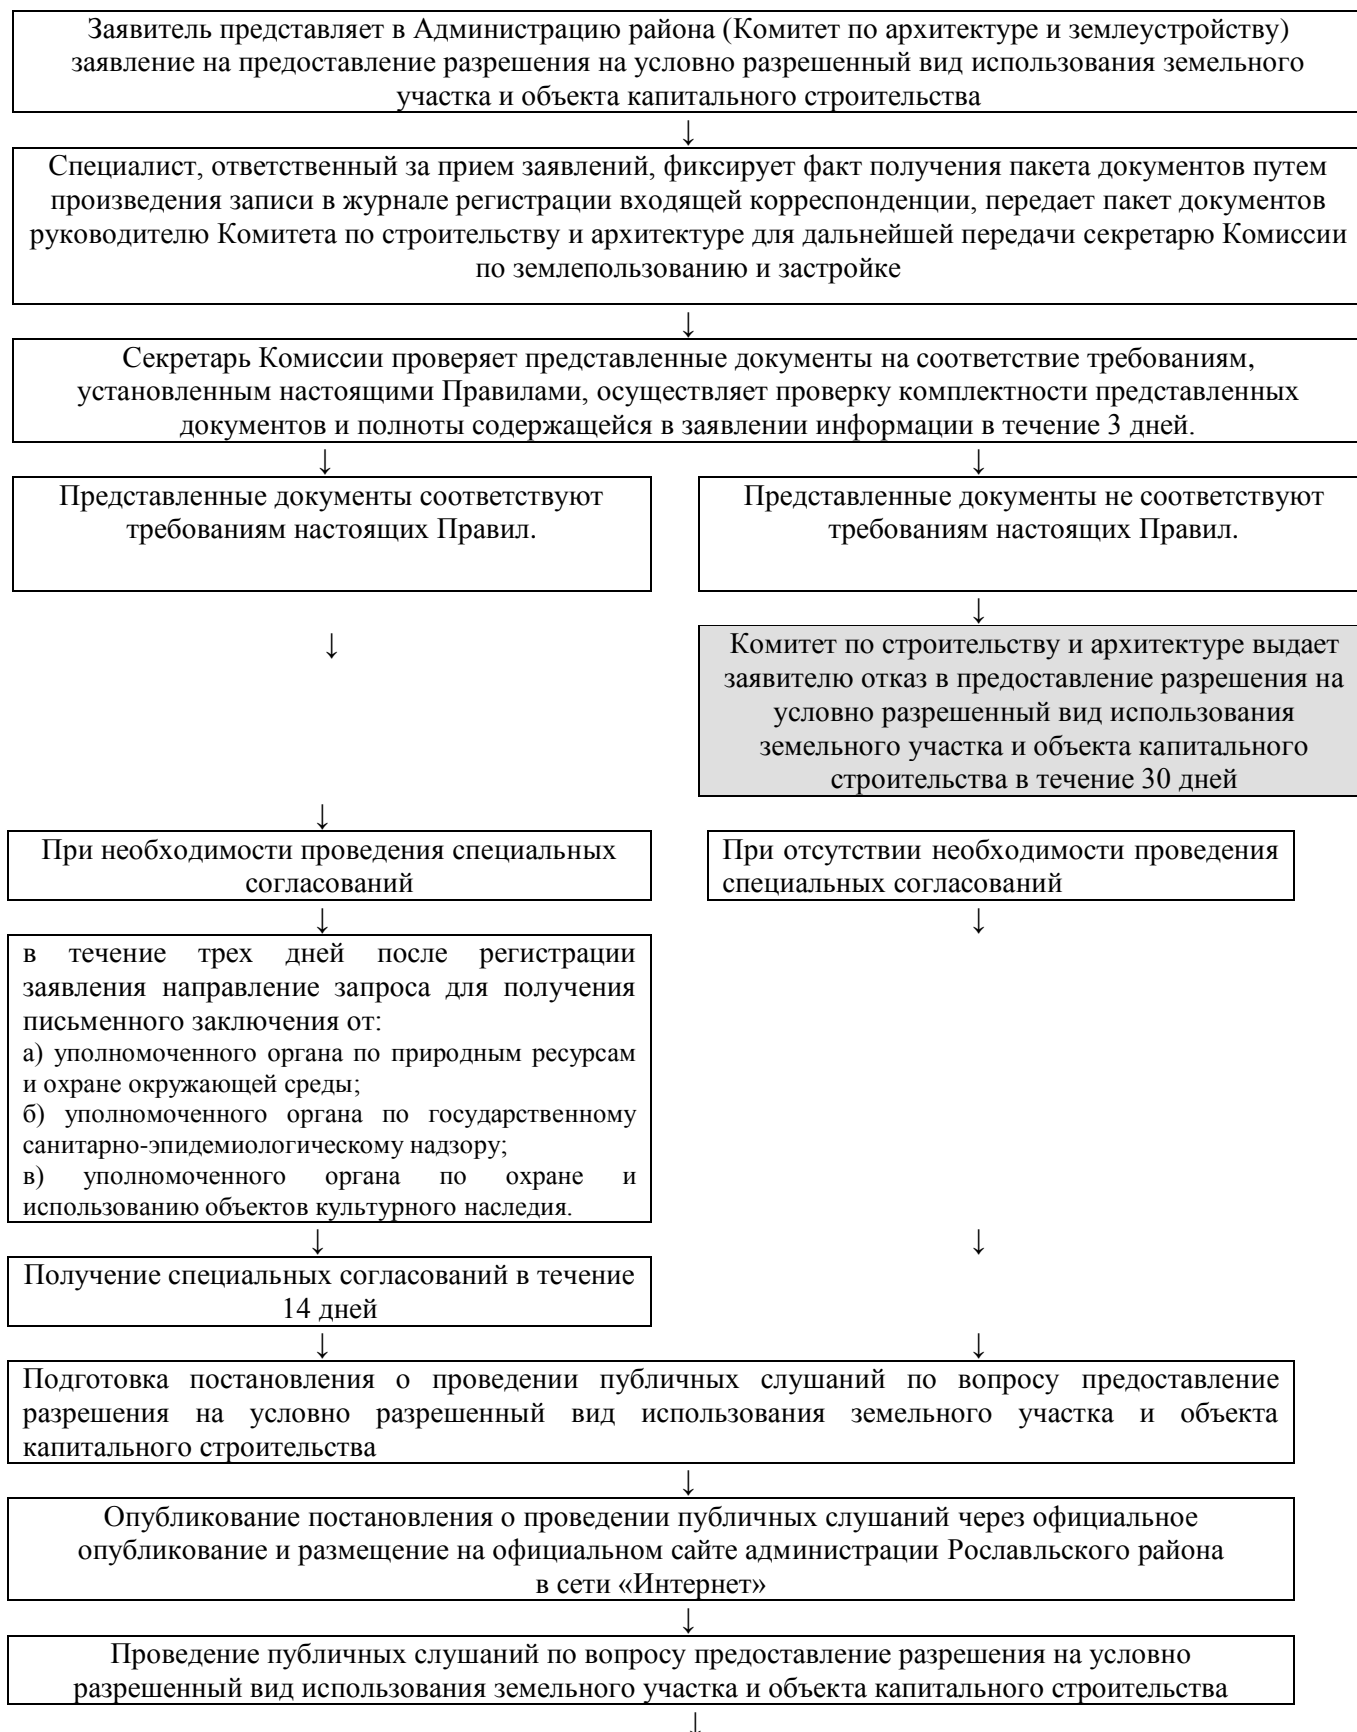 Заявитель представляет в Администрацию района (Комитет по архитектуре и землеустройству)
заявление на предоставление разрешения на условно разрешенный вид использования земельного
участка и объекта капитального строительства
↓
Специалист, ответственный за прием заявлений, фиксирует факт получения пакета документов путем
произведения записи в журнале регистрации входящей корреспонденции, передает пакет документов
руководителю Комитета по строительству и архитектуре для дальнейшей передачи секретарю Комиссии
по землепользованию и застройке
↓
Секретарь Комиссии проверяет представленные документы на соответствие требованиям,
установленным настоящими Правилами, осуществляет проверку комплектности представленных
документов и полноты содержащейся в заявлении информации в течение 3 дней.
↓ ↓
Представленные документы соответствуют
требованиям настоящих Правил.
Представленные документы не соответствуют
требованиям настоящих Правил.
↓
↓
Комитет по строительству и архитектуре выдает
заявителю отказ в предоставление разрешения на
условно разрешенный вид использования
земельного участка и объекта капитального
строительства в течение 30 дней
↓
При необходимости проведения специальных
согласований
При отсутствии необходимости проведения
специальных согласований
↓ ↓
в течение трех дней после регистрации
заявления направление запроса для получения
письменного заключения от:
а) уполномоченного органа по природным ресурсам
и охране окружающей среды;
б) уполномоченного органа по государственному
санитарно-эпидемиологическому надзору;
в) уполномоченного органа по охране и
использованию объектов культурного наследия.
↓ ↓
Получение специальных согласований в течение
14 дней
↓ ↓
Подготовка постановления о проведении публичных слушаний по вопросу предоставление
разрешения на условно разрешенный вид использования земельного участка и объекта
капитального строительства
↓
Опубликование постановления о проведении публичных слушаний через официальное
опубликование и размещение на официальном сайте администрации Рославльского района
в сети «Интернет»
↓
Проведение публичных слушаний по вопросу предоставление разрешения на условно
разрешенный вид использования земельного участка и объекта капитального строительства
↓